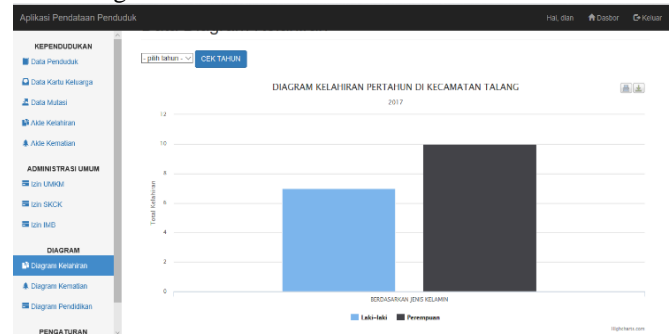 Aplikasi Pendataan Penduduk
Hai, dian
Dasbor
Keluar
KEPENDUDUKAN
Data Penduduk
Data Kartu Keluarga
Data Mutasi
Akte Kelahiran
Akte Kematian
ADMINISTRASI UMUM
Izin UMKM
Izin SKCK
Izin IMB
DIAGRAM
Diagram Kelahiran
Diagram Kematian
Diagram Pendidikan
PENGATURAN
- pilih tahun -
CEK TAHUN
DIAGRAM KELAHIRAN PERTAHUN DI KECAMATAN TALANG
2017
Total Kelahiran
12
10
8
6
4
2
0
BERDASARKAN JENIS KELAMIN
Laki-laki
Perempuan
Highcharts.com